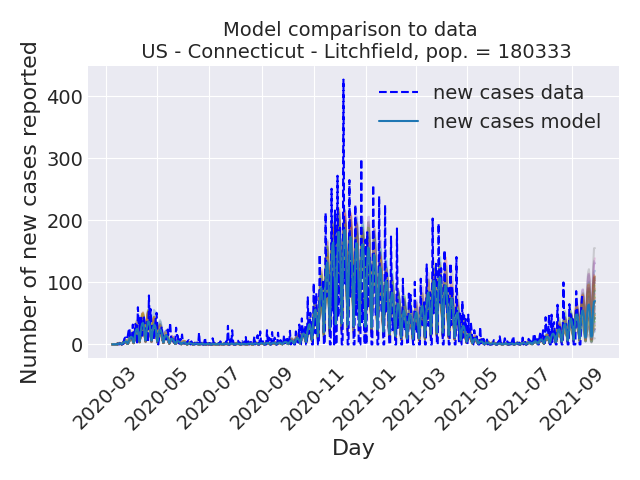 Model comparison to data
US - Connecticut - Litchfield, pop. = 180333
Number of new cases reported
400
300
200
100
0
new cases data
new cases model
2020-03
2020-05
2020-07
2020-09
2020-11
2021-01
2021-03
2021-05
2021-07
2021-09
Day